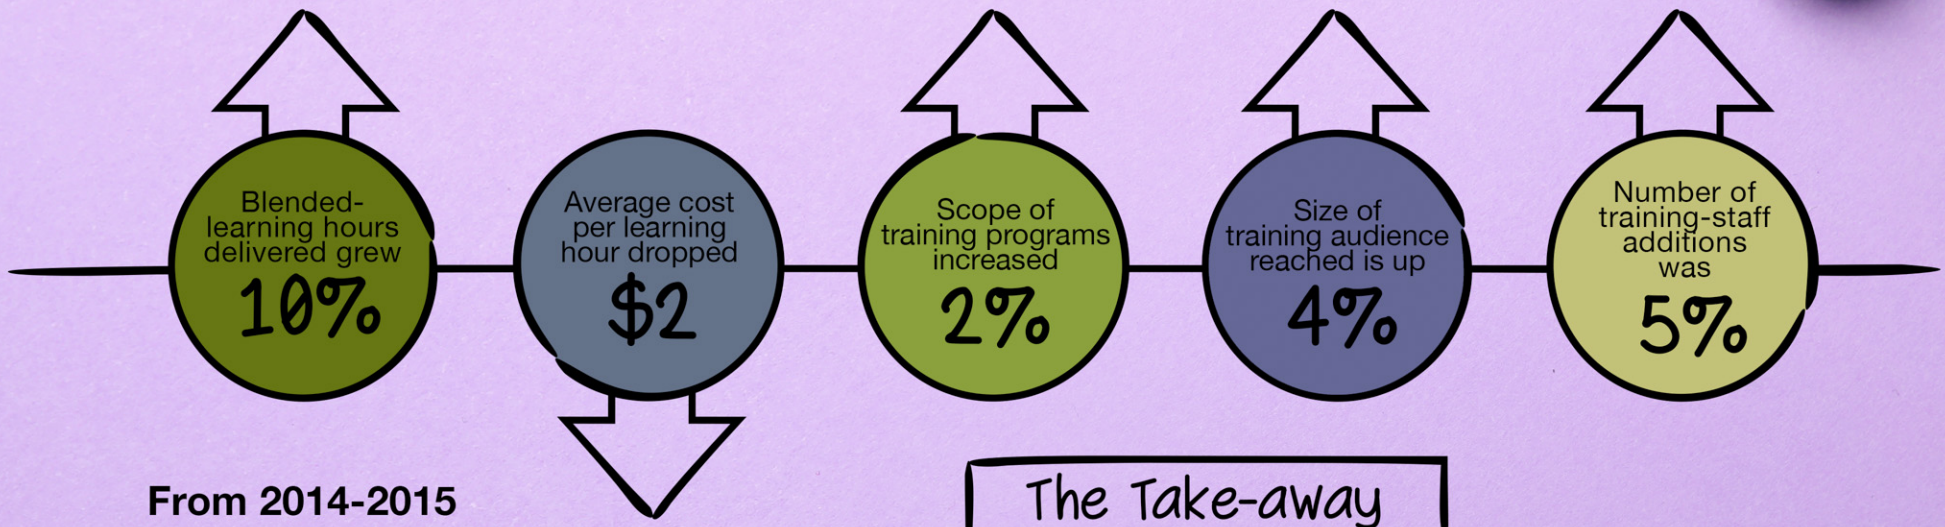 Blended-
learning hours
delivered grew
10%
Average cost
per learning
hour dropped
$2
Scope of
training programs
increased
2%
Size of
training audience
reached is up
4%
Number of
training-staff
additions
was
5%
From 2014-2015
The Take-away